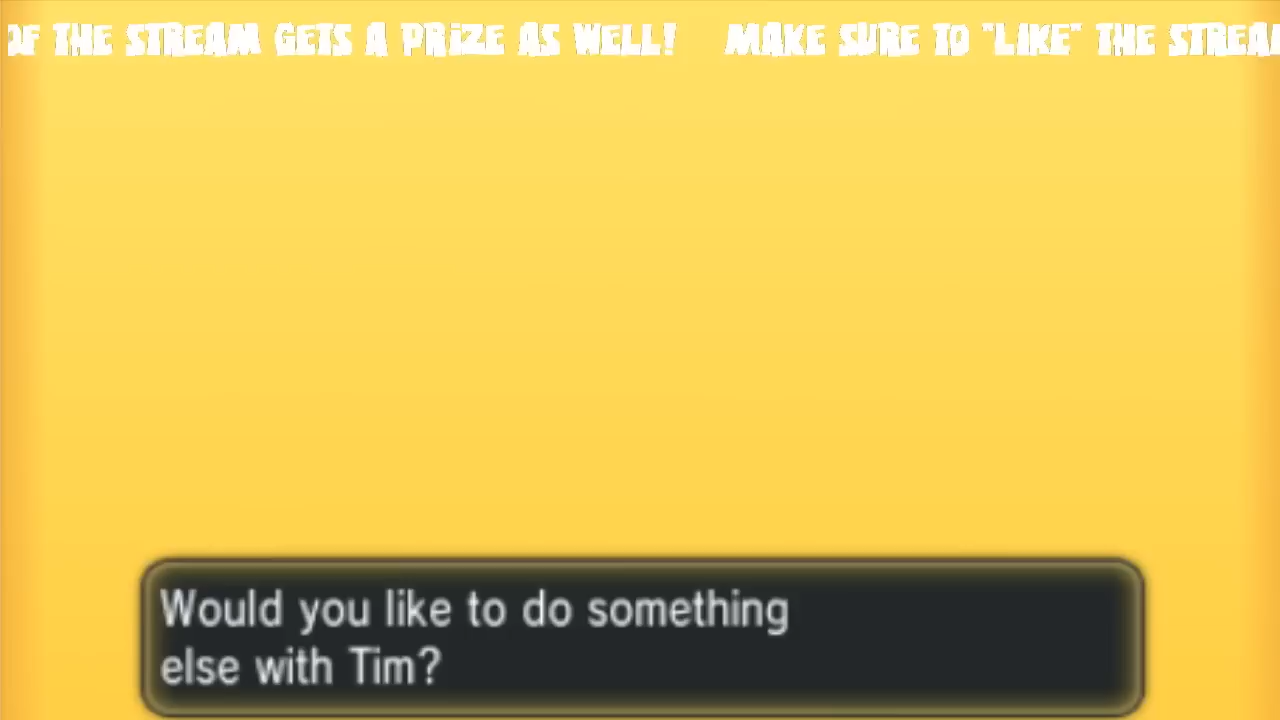 OF THE STREAM GETS A PRIZE AS WELL! MAKE SURE TO "LIKE" THE STREAM
Would you like to do something
else with Tim?